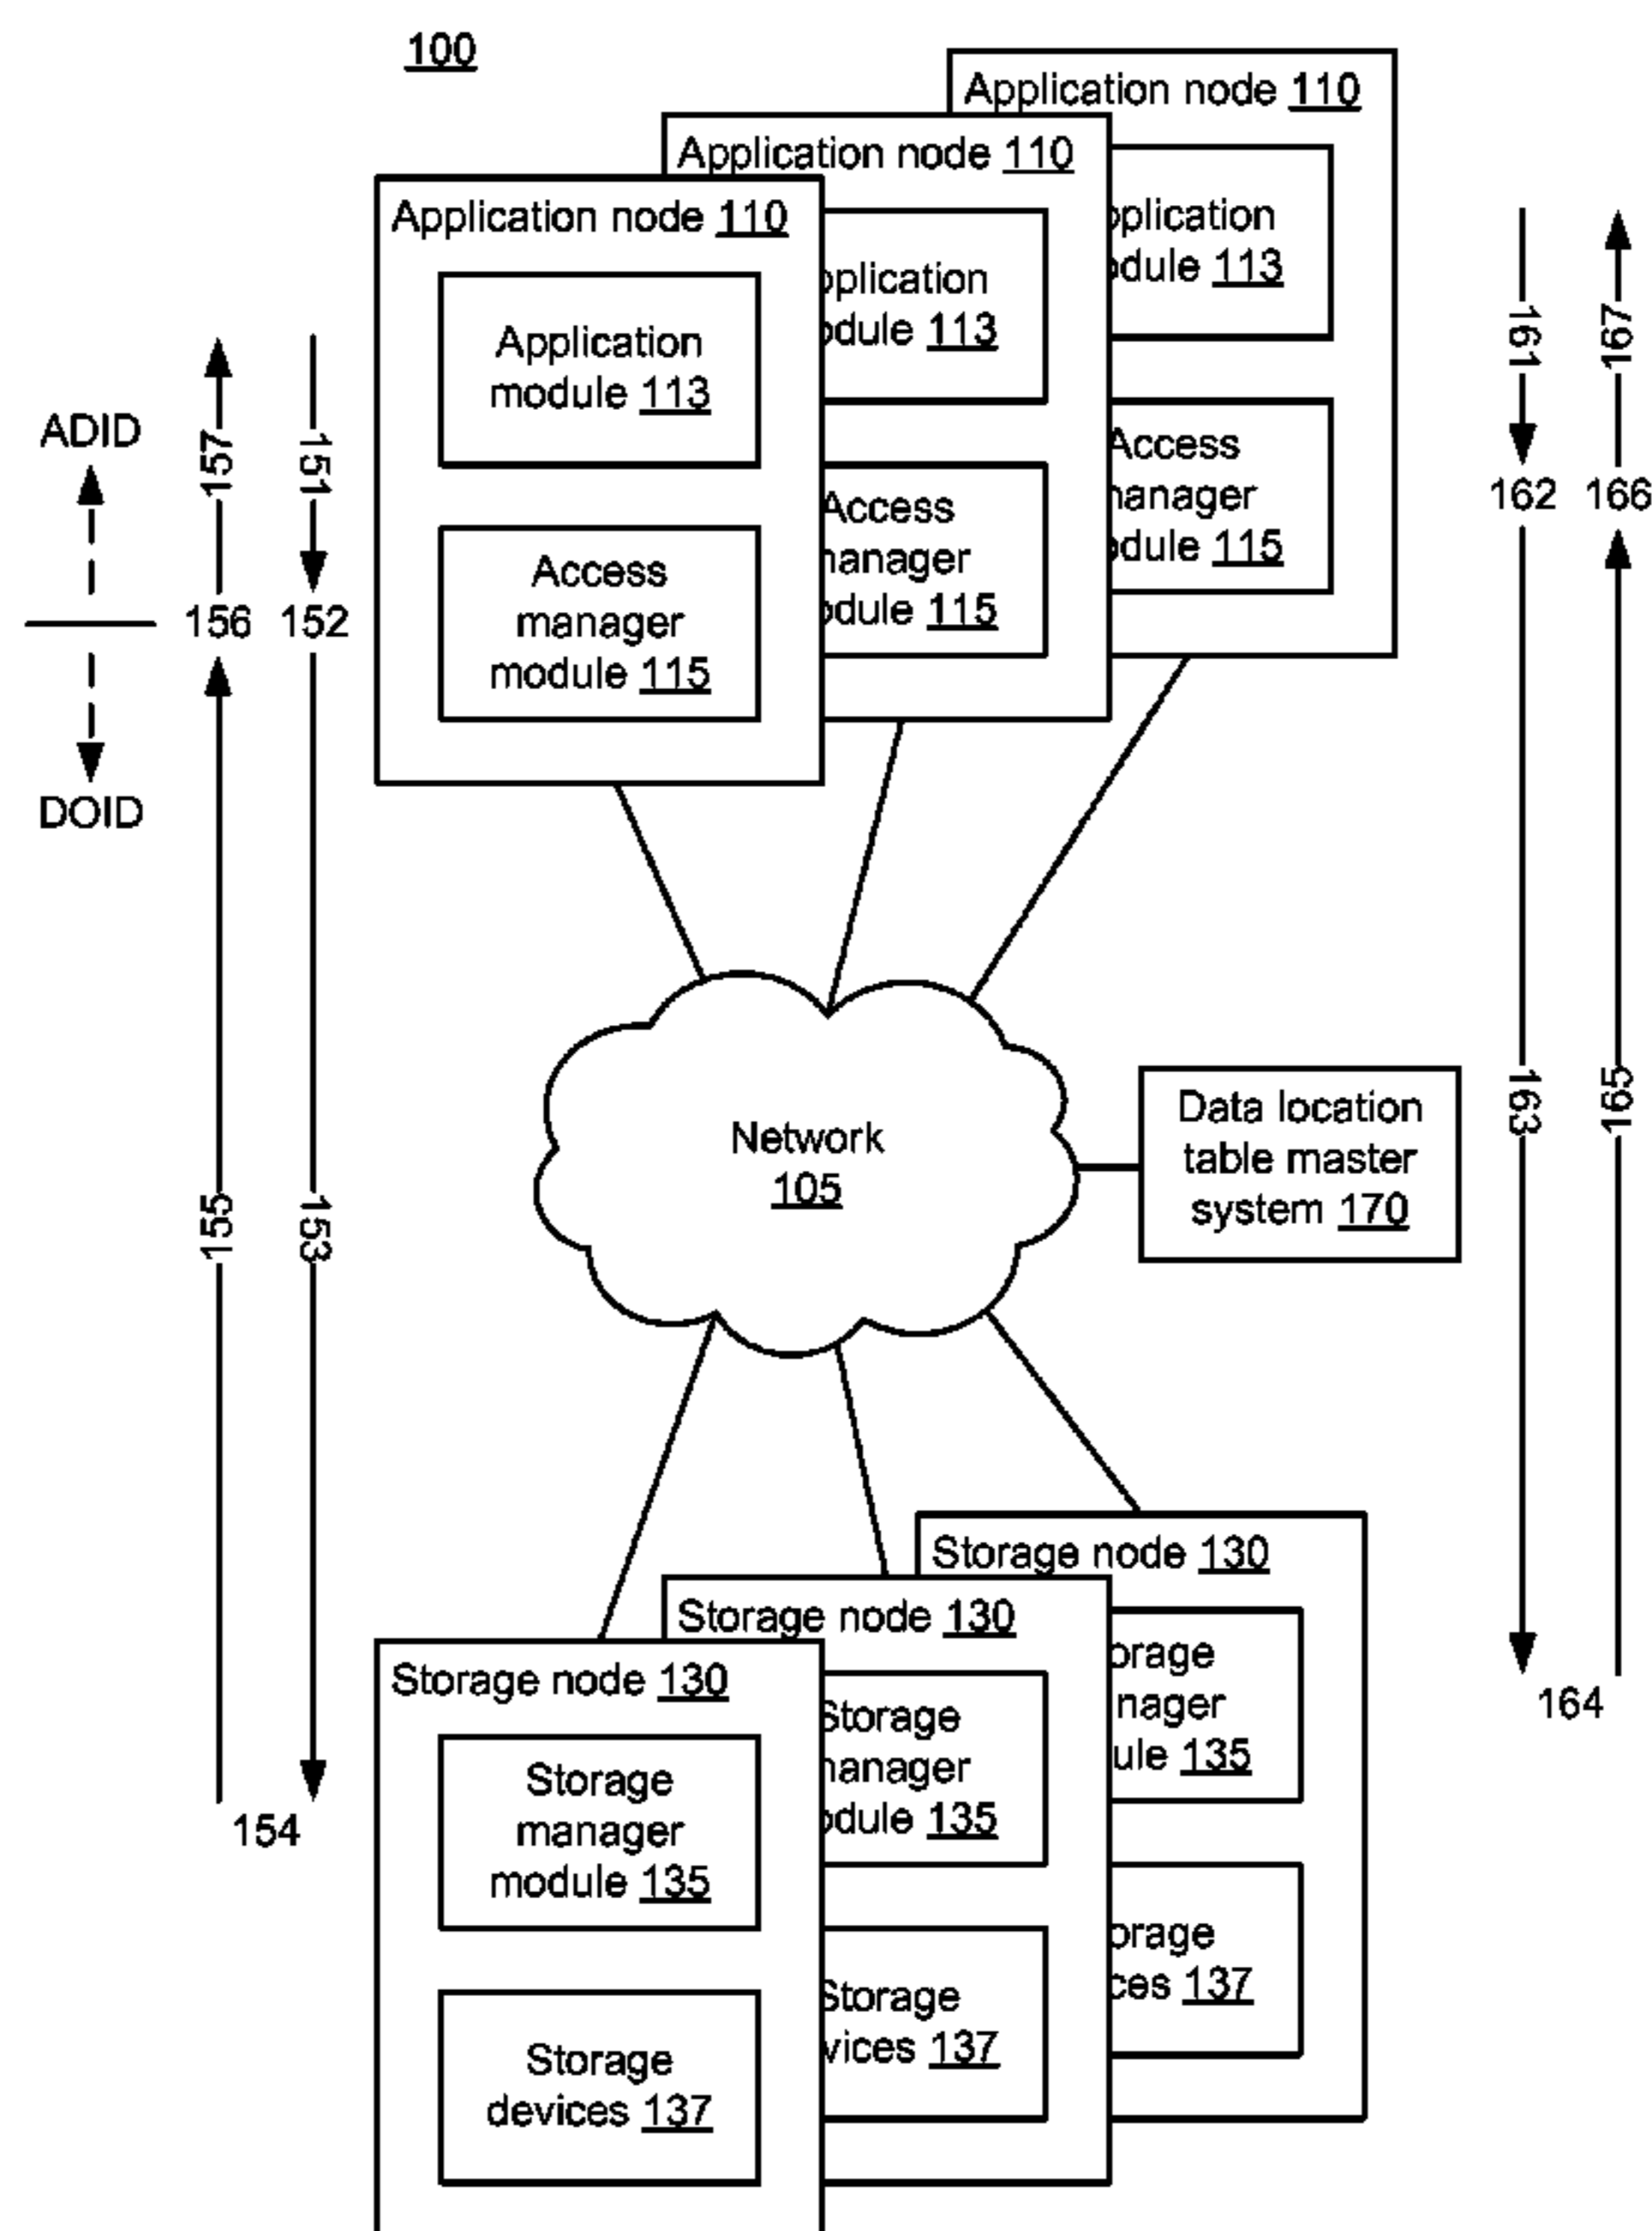 100
Application node 110
Application node 110
Application node 110
Application
module 113
Access
manager
module 115
pplication
odule 113
Access
anager
odule 115
pplication
odule 113
Access
anager
odule 115
ADID
DOID
157
151
156 152
155
153
154
161
167
162 166
163
165
164
Network
105
Data location
table master
system 170
Storage node 130
Storage node 130
Storage node 130
Storage
manager
module 135
Storage
devices 137
Storage
anager
odule 135
Storage
vices 137
orage
nager
ule 135
orage
ces 137